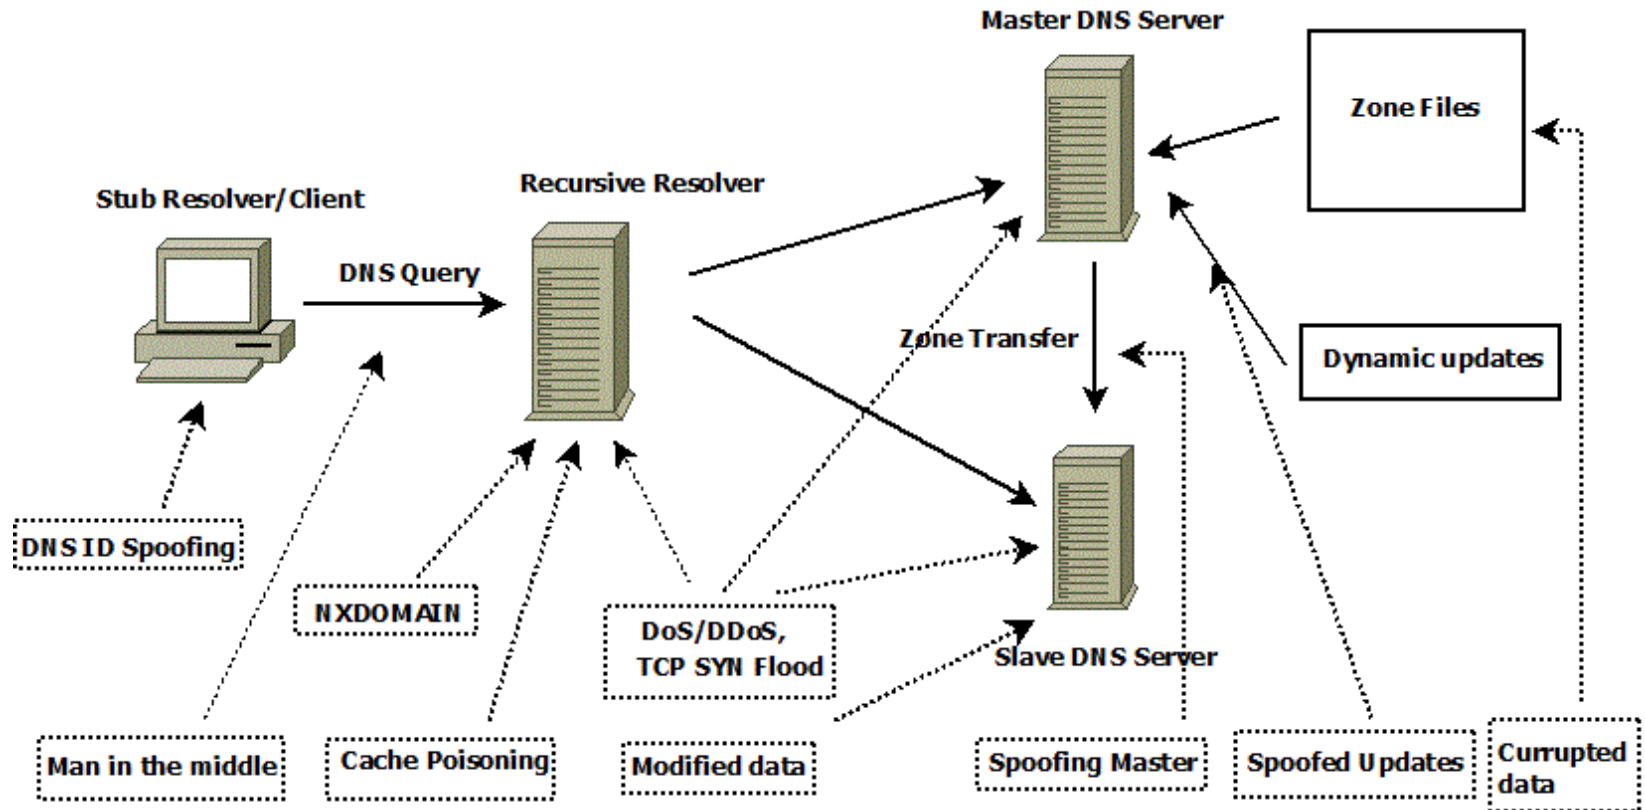 Master DNS Server
Zone Files
Recursive Resolver
Stub Resolver/Client
DNS Query
Zone Transfer
Dynamic updates
DNS ID Spoofing
NXDOMAIN
DoS/DDoS,
TCP SYN Flood
Slave DNS Server
Man in the middle
Cache Poisoning
Modified data
Spoofing Master
Spoofed Updates
Currupted
data